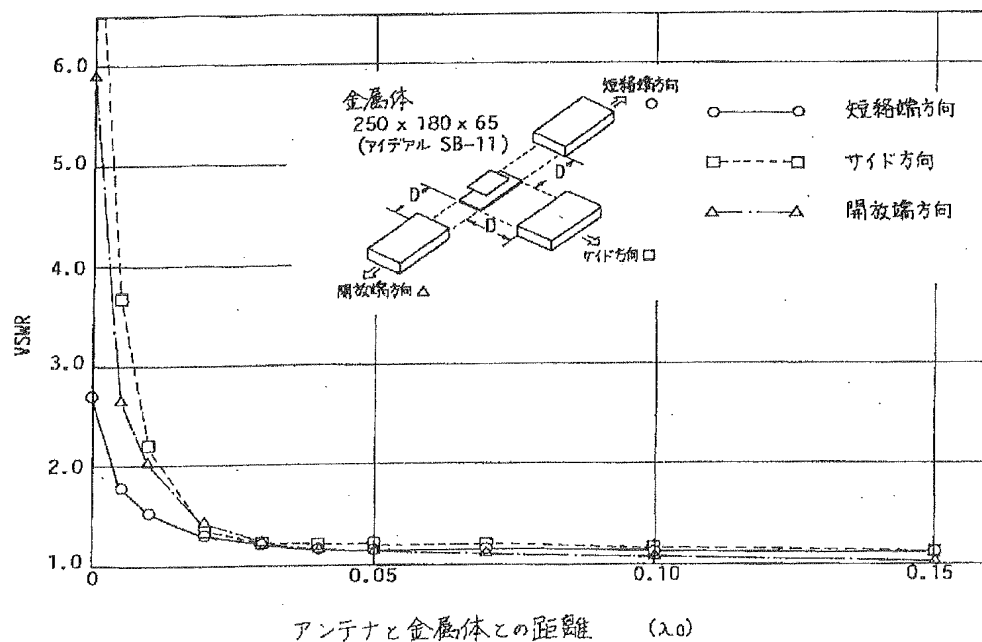 6.0
5.0
4.0
3.0
2.0
1.0
VSWR
金属体
250 x 180 x 65
(アイデアル SB-11)
短絡端方向 ○
D
D
D
サイド方向 □
開放端方向 △
短絡端方向
サイド方向
開放端方向
0
0.05
0.10
0.15
アンテナと金属体との距離 (λ0)